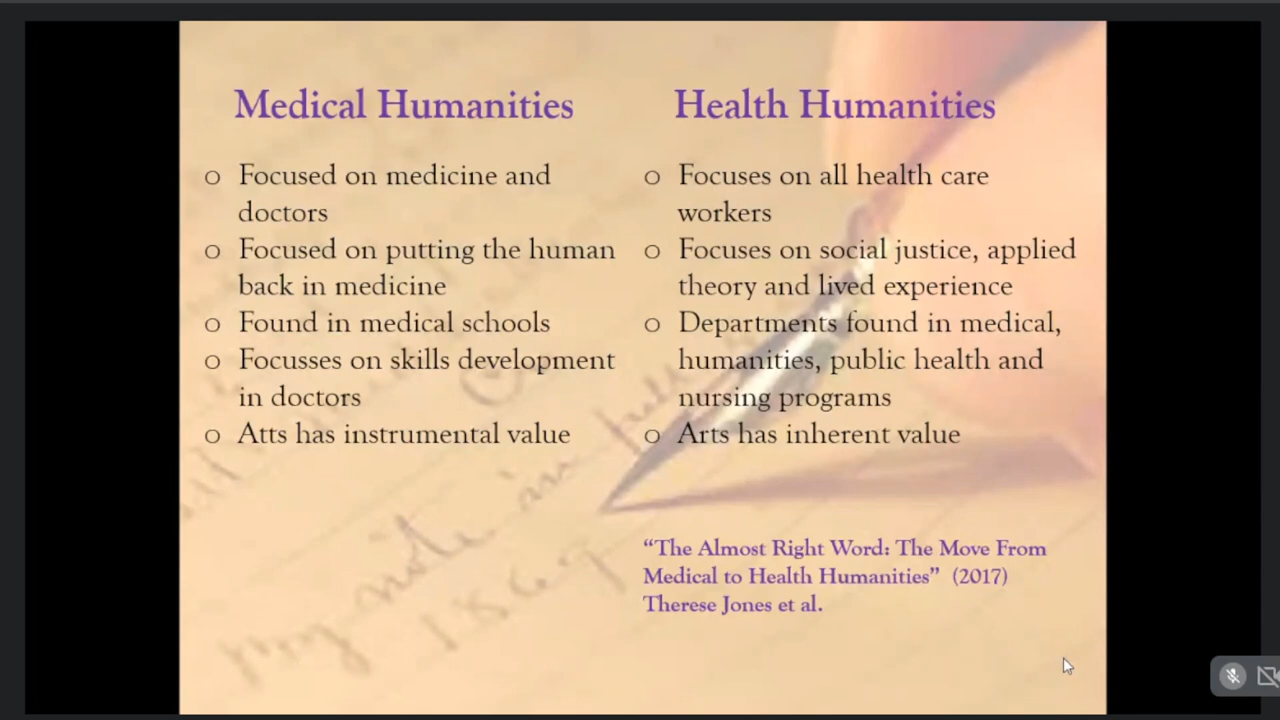 Medical Humanities
o Focused on medicine and
doctors
o Focused on putting the human
back in medicine
o Found in medical schools
o Focusses on skills development
in doctors
o Atts has instrumental value
Health Humanities
o Focuses on all health care
workers
o Focuses on social justice, applied
theory and lived experience
o Departments found in medical,
humanities, public health and
nursing programs
o Arts has inherent value
“The Almost Right Word: The Move From
Medical to Health Humanities” (2017)
Therese Jones et al.
My note in